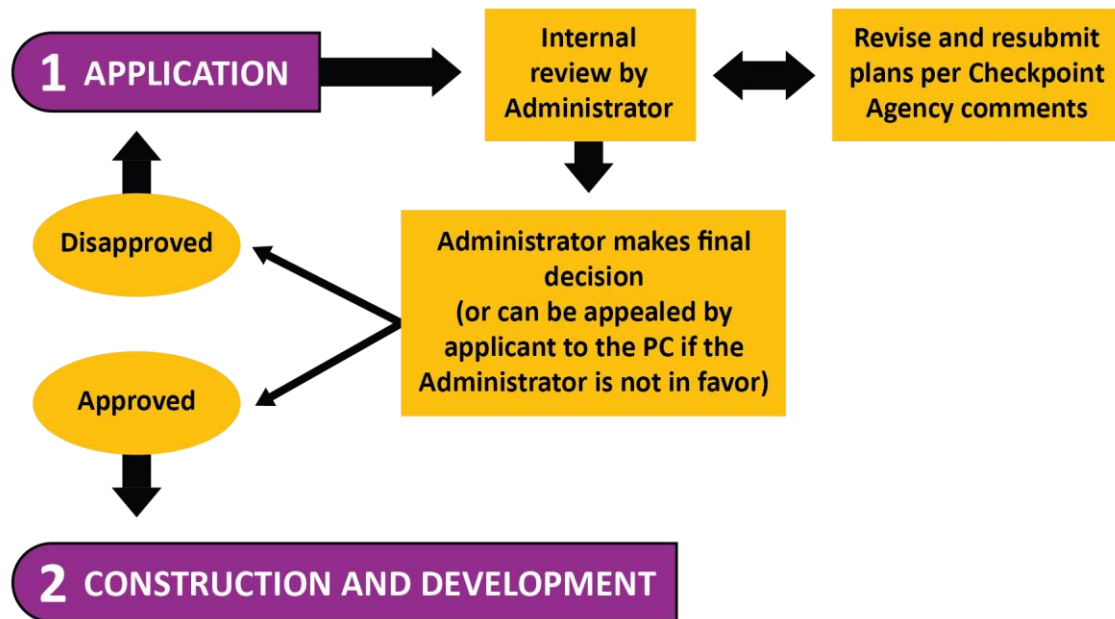 1 APPLICATION
Internal
review by
Administrator
Revise and resubmit
plans per Checkpoint
Agency comments
Disapproved
Administrator makes final
decision
(or can be appealed by
applicant to the PC if the
Administrator is not in favor)
Approved
2 CONSTRUCTION AND DEVELOPMENT